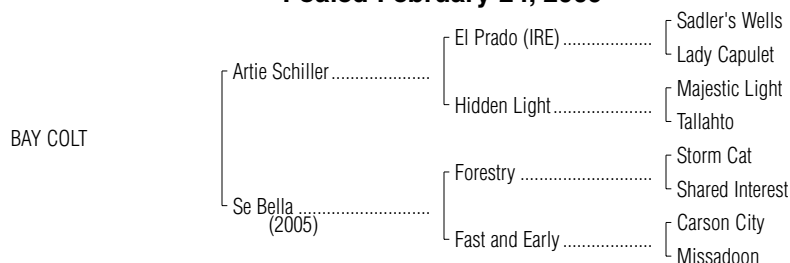 Foaled February 24,
Sadler's Wells
El Prado (IRE)
Lady Capulet
Artie Schiller
Majestic Light
Hidden Light
Tallahto
BAY COLT
Storm Cat
Forestry
Shared Interest
Se Bella
(2005)
Carson City
Fast and Early
Missadoon